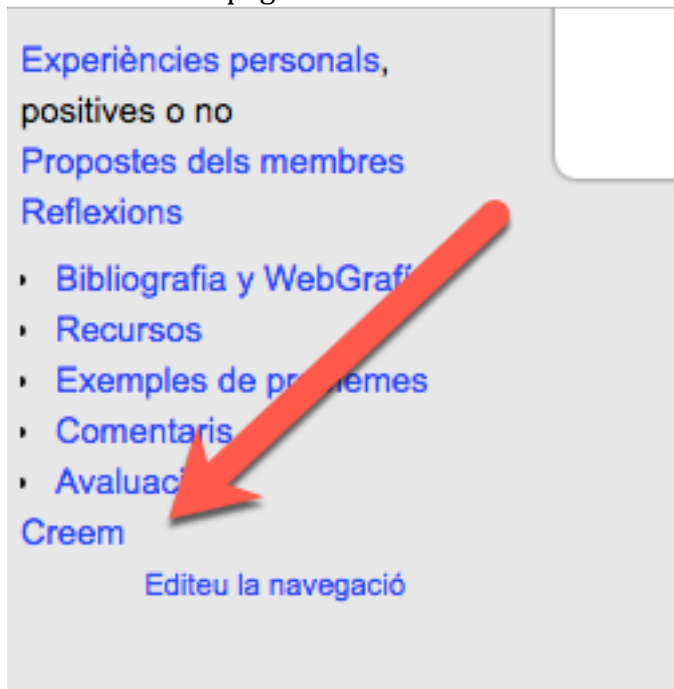 Experiències personals,
positives o no
Propostes dels membres
Reflexions
Bibliografia y
Recursos
Exemples de
Comentaris
Creem
Editeu la navegació